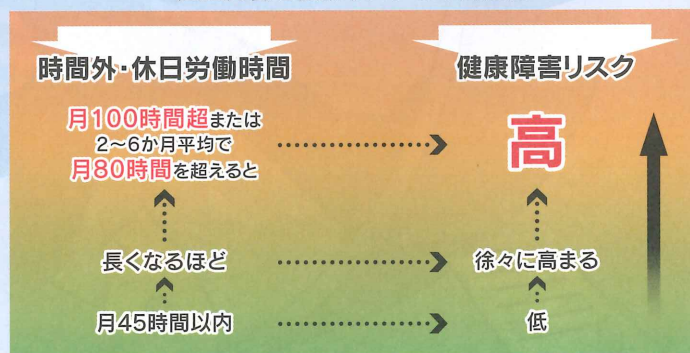 時間外・休日労働時間
健康障害リスク
月100時間超または
2〜6か月平均で
月80時間を超えると
高
長くなるほど
徐々に高まる
月45時間以内
低